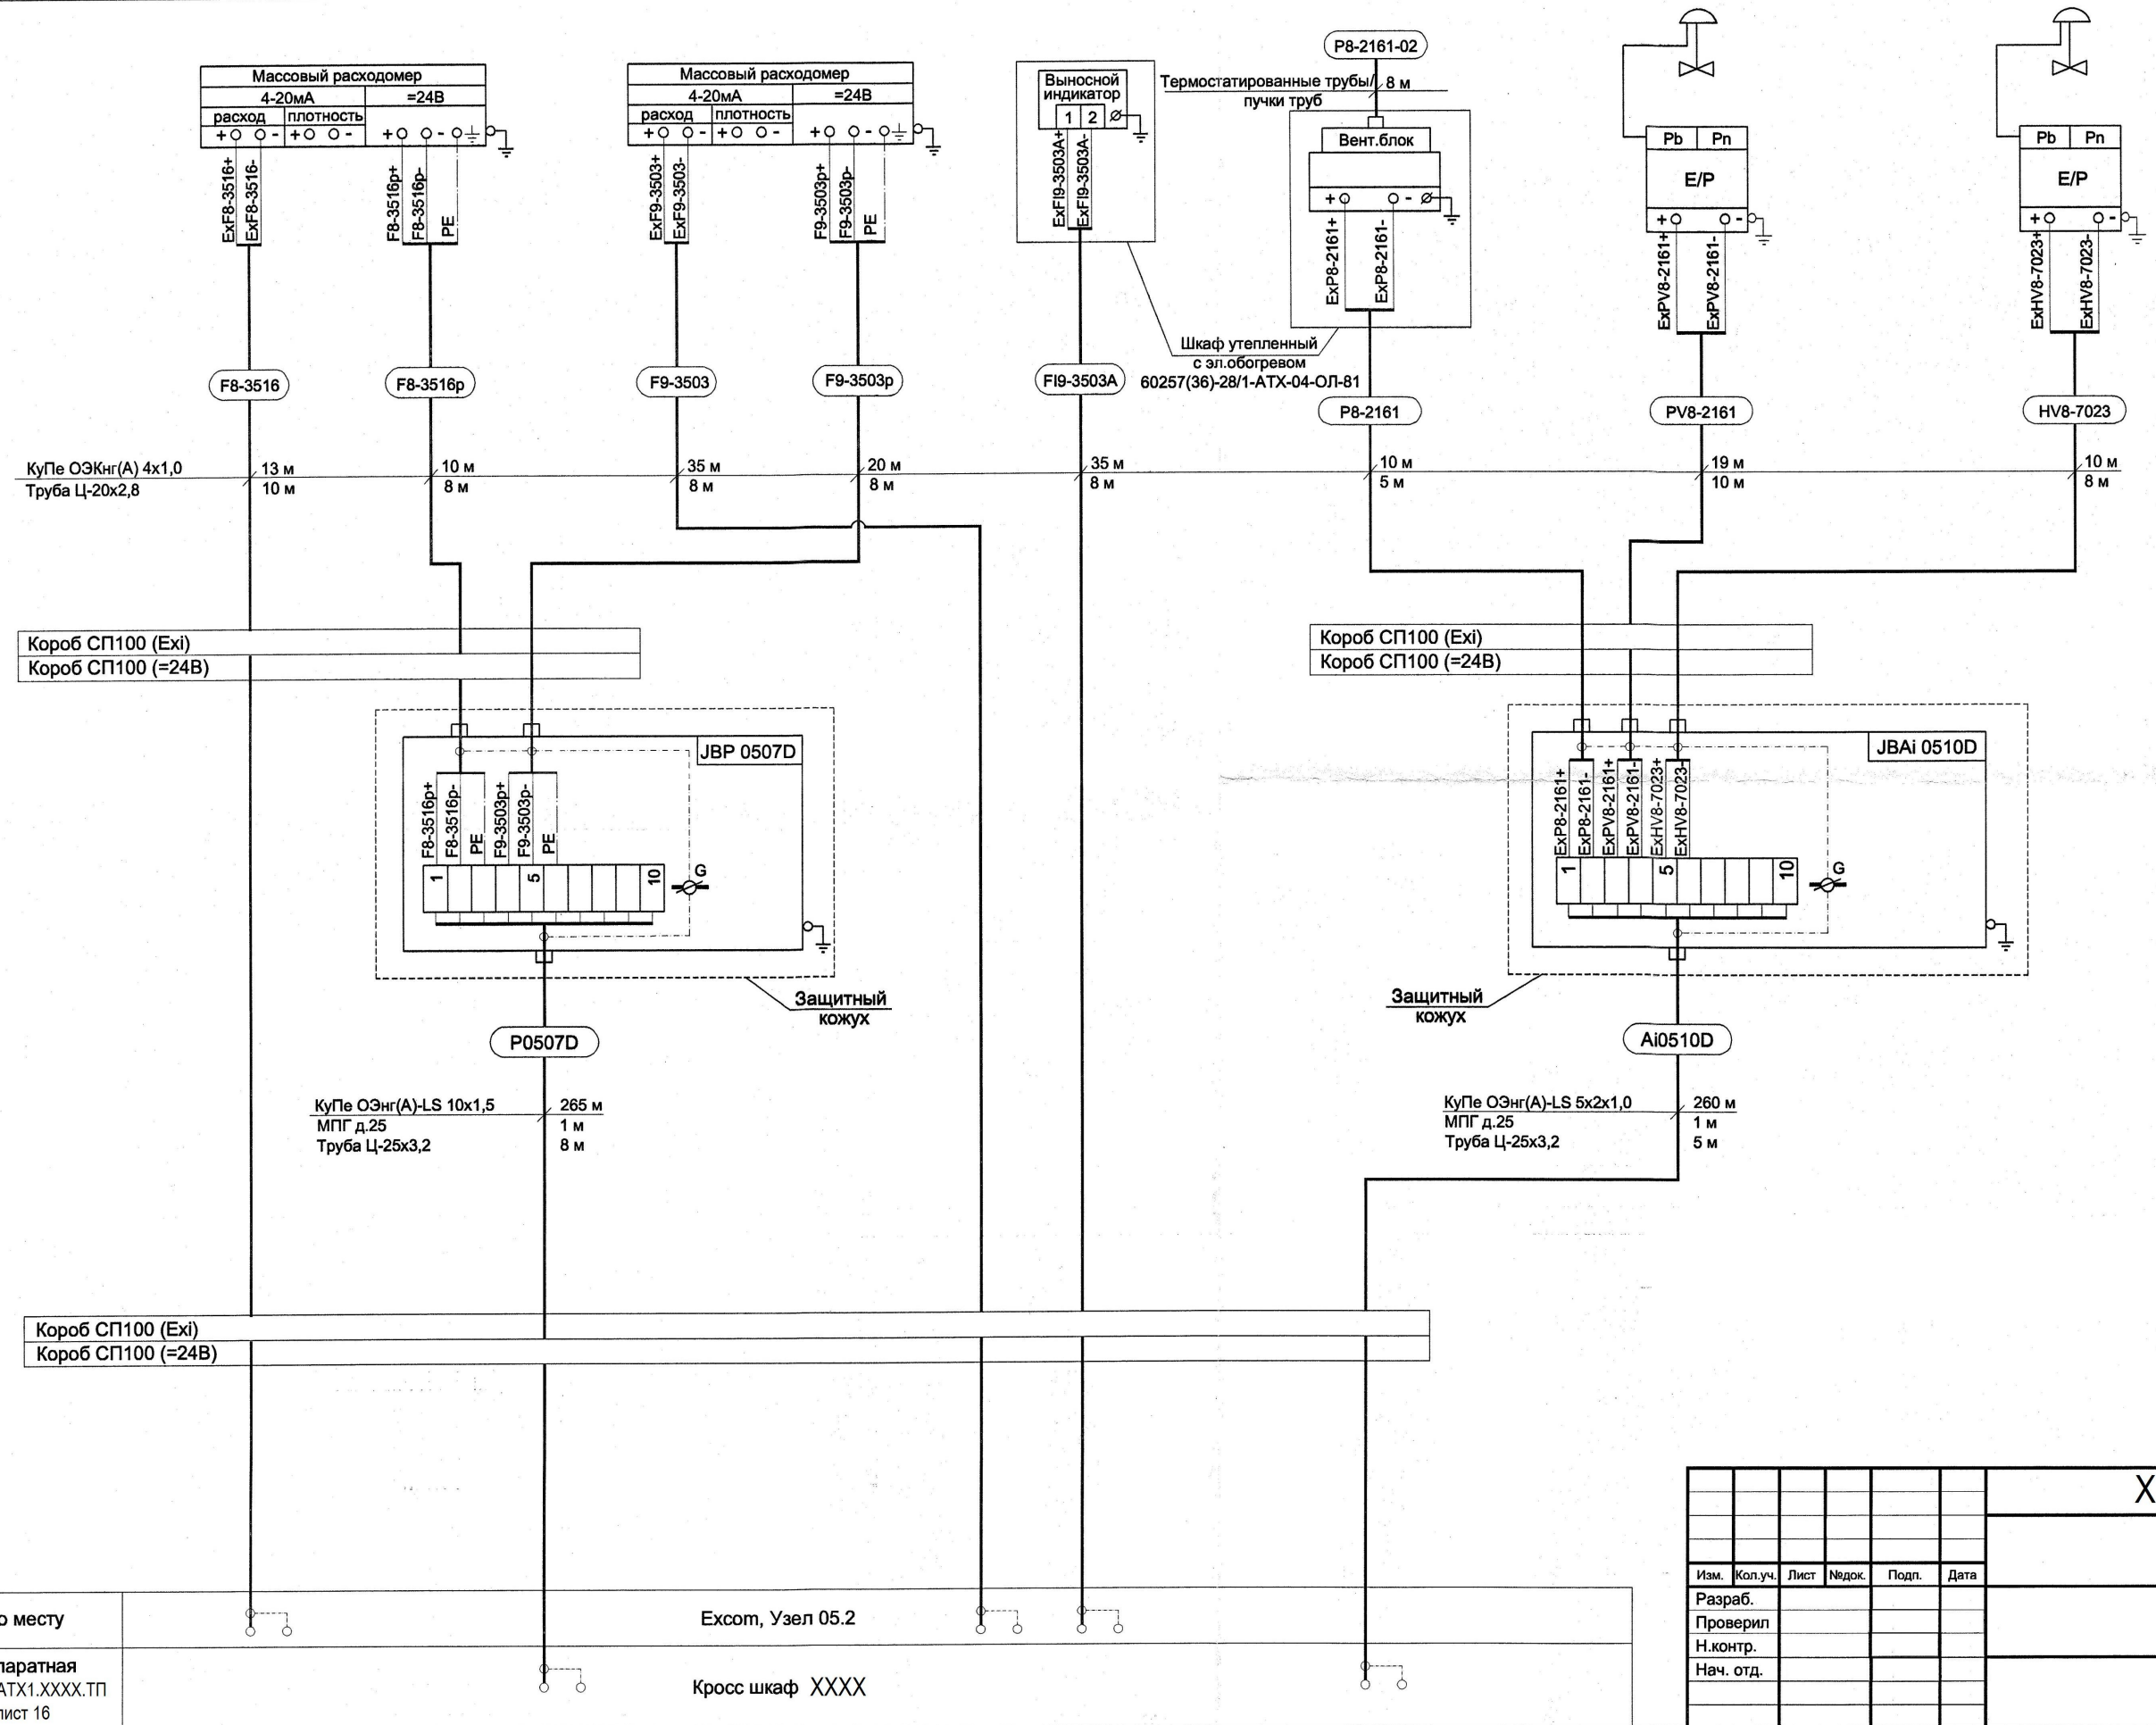 P8-2161-02
Термостатированные трубы/
пучки труб
8 м
Массовый расходомер
4-20мА
=24В
расход
плотность
+ -
+ -
+ -
ExF8-3516+
ExF8-3516-
F8-3516p+
F8-3516p-
PE
Массовый расходомер
4-20мА
=24В
расход
плотность
+ -
+ -
+ -
ExF9-3503+
ExF9-3503-
F9-3503p+
F9-3503p-
PE
Выносной
индикатор
1 2
ExFI9-3503A+
ExFI9-3503A-
Вент.блок
+ -
ExP8-2161+
ExP8-2161-
Pb Pn
E/P
+ -
ExPV8-2161+
ExPV8-2161-
Pb Pn
E/P
+ -
ExHV8-7023+
ExHV8-7023-
Шкаф утепленный
с эл.обогревом
60257(36)-28/1-АТХ-04-ОЛ-81
F8-3516
F8-3516p
F9-3503
F9-3503p
FI9-3503A
P8-2161
PV8-2161
HV8-7023
КуПе ОЭКнг(А) 4х1,0
Труба Ц-20х2,8
13 м
10 м
10 м
8 м
35 м
8 м
20 м
8 м
35 м
8 м
10 м
5 м
19 м
10 м
10 м
8 м
Короб СП100 (Exi)
Короб СП100 (=24В)
Короб СП100 (Exi)
Короб СП100 (=24В)
JBP 0507D
F8-3516p+
F8-3516p-
PE
F9-3503p+
F9-3503p-
PE
1 5 10
G
Защитный
кожух
JBAi 0510D
ExP8-2161+
ExP8-2161-
ExPV8-2161+
ExPV8-2161-
ExHV8-7023+
ExHV8-7023-
1 5 10
G
Защитный
кожух
P0507D
Ai0510D
КуПе ОЭнг(А)-LS 10х1,5
265 м
МПГ д.25
1 м
Труба Ц-25х3,2
8 м
КуПе ОЭнг(А)-LS 5х2х1,0
260 м
МПГ д.25
1 м
Труба Ц-25х3,2
5 м
Короб СП100 (Exi)
Короб СП100 (=24В)
о месту
Excom, Узел 05.2
паратная
АТХ1.ХХХХ.ТП
лист 16
Кросс шкаф ХХХХ
Х
Изм. Кол.уч. Лист №док. Подп. Дата
Разраб.
Проверил
Н.контр.
Нач. отд.